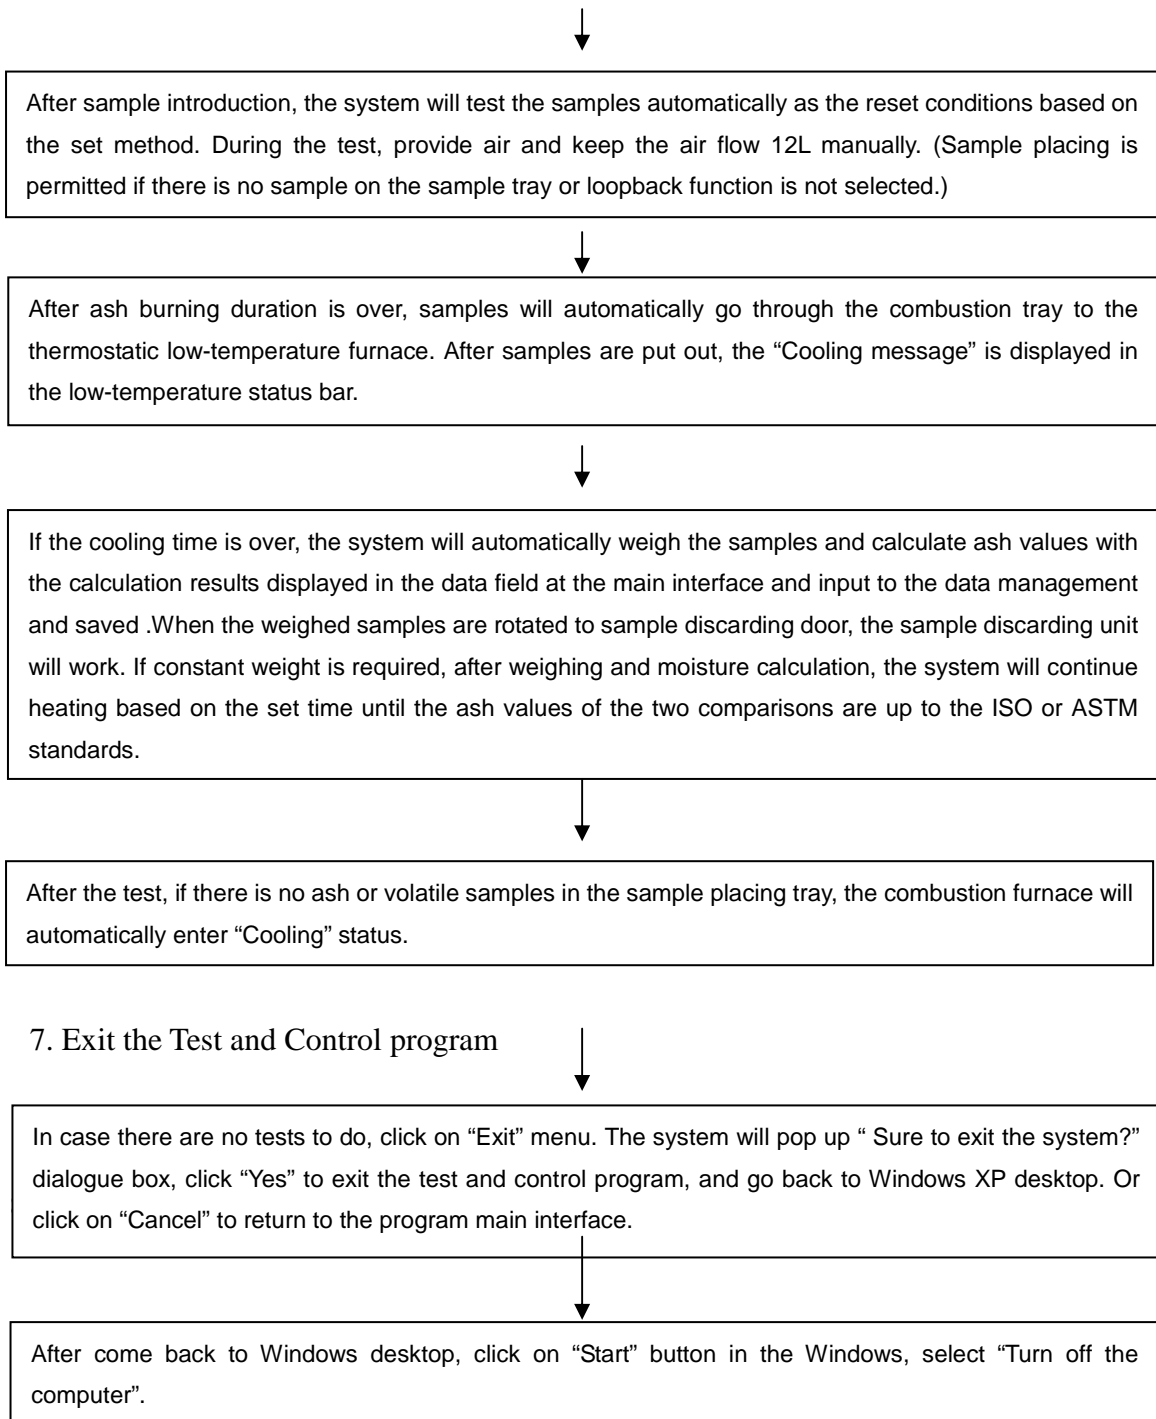 After sample introduction, the system will test the samples automatically as the reset conditions based on
the set method. During the test, provide air and keep the air flow 12L manually. (Sample placing is
permitted if there is no sample on the sample tray or loopback function is not selected.)
After ash burning duration is over, samples will automatically go through the combustion tray to the
thermostatic low-temperature furnace. After samples are put out, the “Cooling message” is displayed in
the low-temperature status bar.
If the cooling time is over, the system will automatically weigh the samples and calculate ash values with
the calculation results displayed in the data field at the main interface and input to the data management
and saved .When the weighed samples are rotated to sample discarding door, the sample discarding unit
will work. If constant weight is required, after weighing and moisture calculation, the system will continue
heating based on the set time until the ash values of the two comparisons are up to the ISO or ASTM
standards.
After the test, if there is no ash or volatile samples in the sample placing tray, the combustion furnace will
automatically enter “Cooling” status.
7. Exit the Test and Control program
In case there are no tests to do, click on “Exit” menu. The system will pop up “ Sure to exit the system?”
dialogue box, click “Yes” to exit the test and control program, and go back to Windows XP desktop. Or
click on “Cancel” to return to the program main interface.
After come back to Windows desktop, click on “Start” button in the Windows, select “Turn off the
computer”.